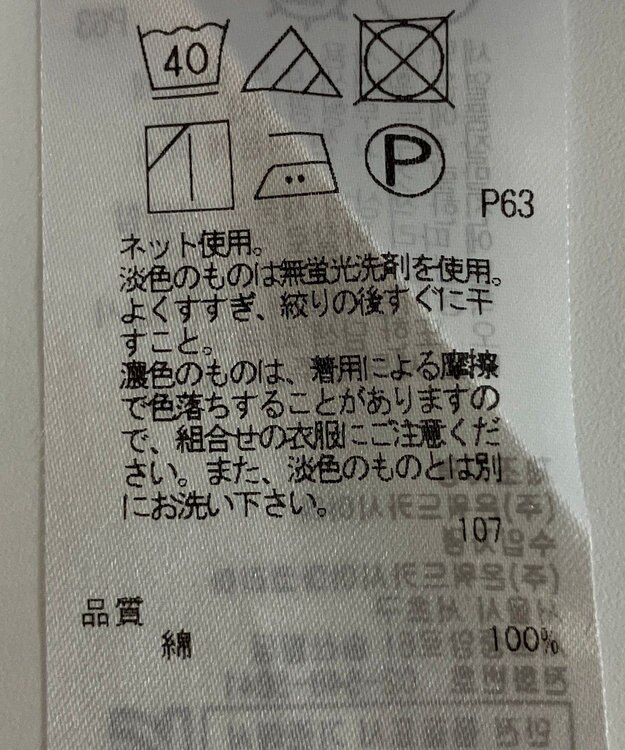 40
P
P63
ネット使用。
淡色のものは無蛍光洗剤を使用。
よくすすぎ、絞りの後すぐに干
すこと。
濃色のものは、着用による摩擦
で色落ちすることがありますの
で、組合せの衣服にご注意くだ
さい。また、淡色のものとは別
にお洗い下さい。
107
品質
綿 100%